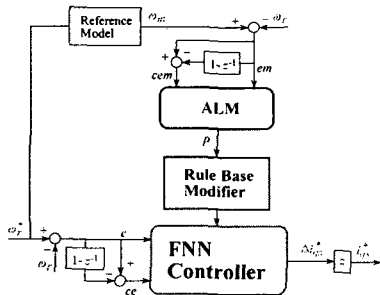 Reference
Model
ω_m
+
−
ω_r
+
−
1-z⁻¹
cem
em
ALM
p
Rule Base
Modifier
ω_r*
+
−
ω_r
1-z⁻¹
e
+
−
ce
FNN
Controller
Δi_qs*
i_qs*